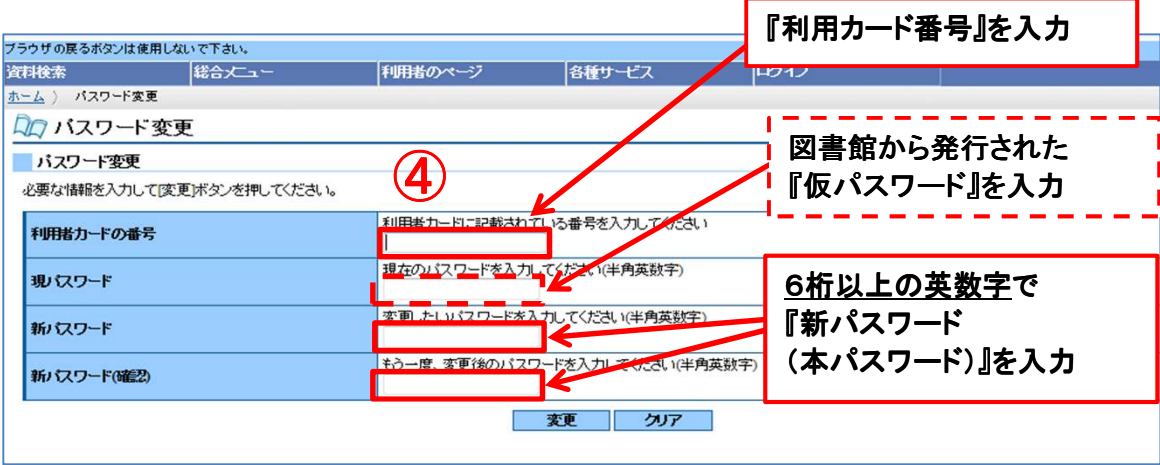 『利用カード番号』を入力
ブラウザの戻るボタンは使用しないで下さい。
資料検索 総合メニュー 利用者のページ 各種サービス ログイン
ホーム 〉 パスワード変更
パスワード変更
図書館から発行された
『仮パスワード』を入力
パスワード変更
④
必要な情報を入力して[変更]ボタンを押してください。
利用者カードの番号
利用者カードに記載されている番号を入力してください
現パスワード
現在のパスワードを入力してください(半角英数字)
新パスワード
変更したいパスワードを入力してください(半角英数字)
新パスワード(確認)
もう一度、変更後のパスワードを入力してください(半角英数字)
6桁以上の英数字で
『新パスワード
(本パスワード)』を入力
変更 クリア